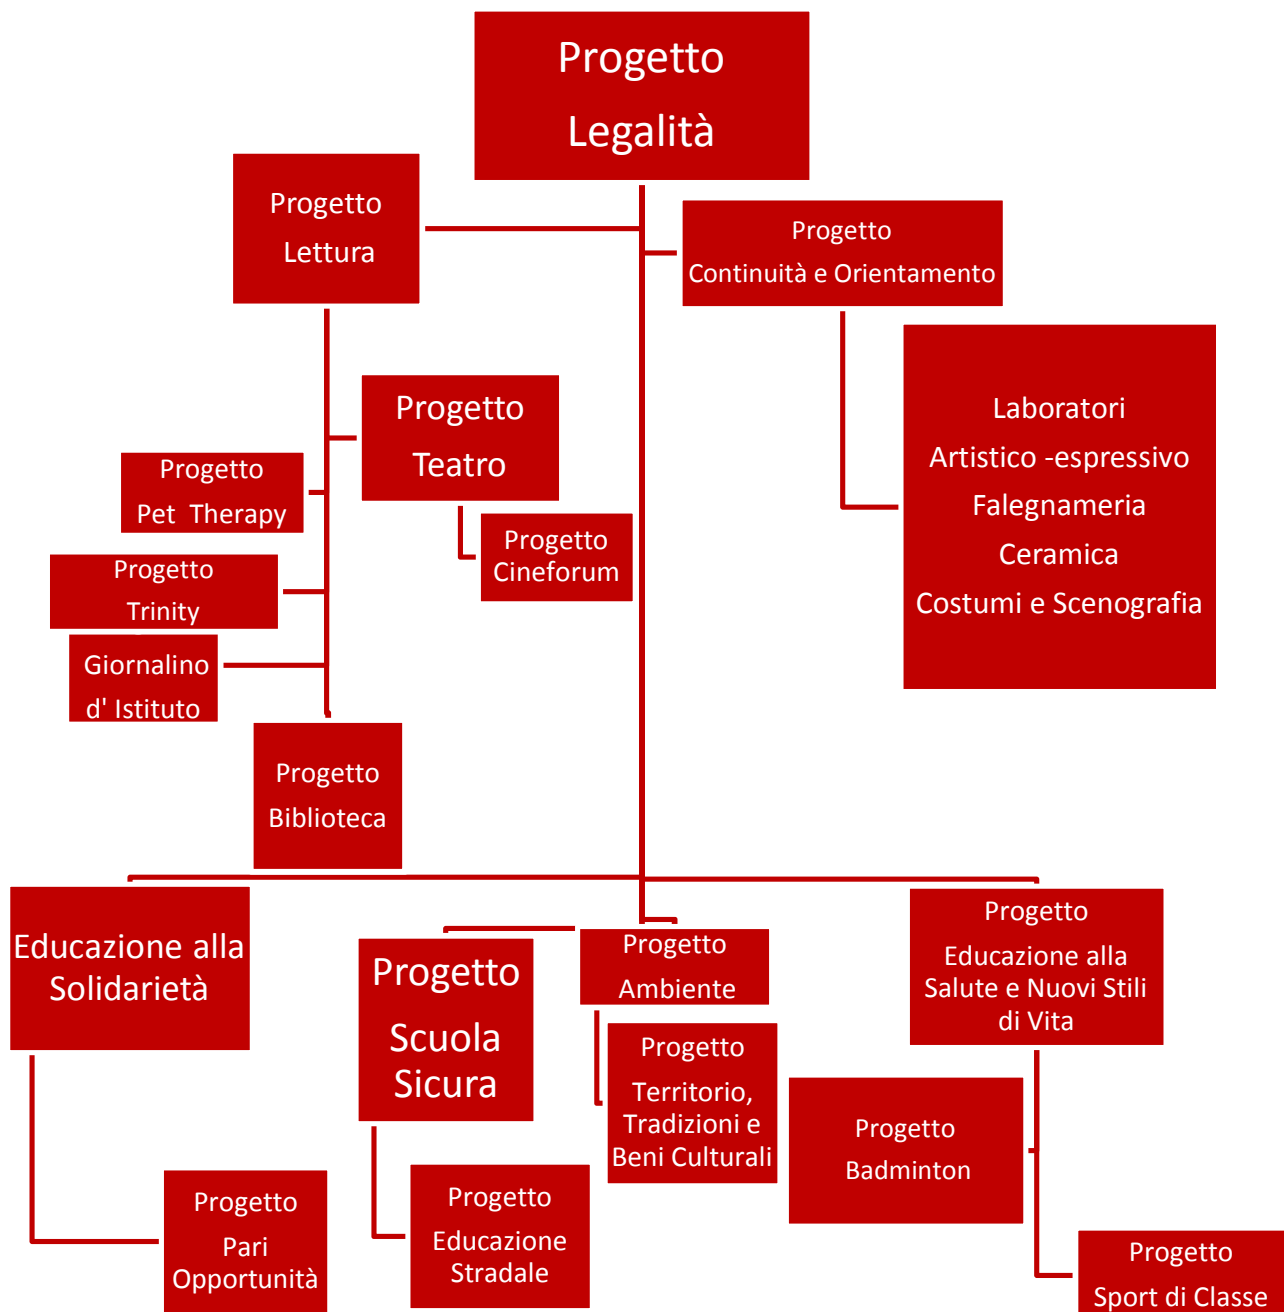 Progetto
Legalità
Progetto
Lettura
Progetto
Continuità e Orientamento
Laboratori
Artistico -espressivo
Falegnameria
Ceramica
Costumi e Scenografia
Progetto
Teatro
Progetto
Pet  Therapy
Progetto
Cineforum
Progetto
Trinity
Giornalino
d' Istituto
Progetto
Biblioteca
Educazione alla
Solidarietà
Progetto
Scuola
Sicura
Progetto
Ambiente
Progetto
Educazione alla
Salute e Nuovi Stili
di Vita
Progetto
Territorio,
Tradizioni e
Beni Culturali
Progetto
Badminton
Progetto
Pari
Opportunità
Progetto
Educazione
Stradale
Progetto
Sport di Classe